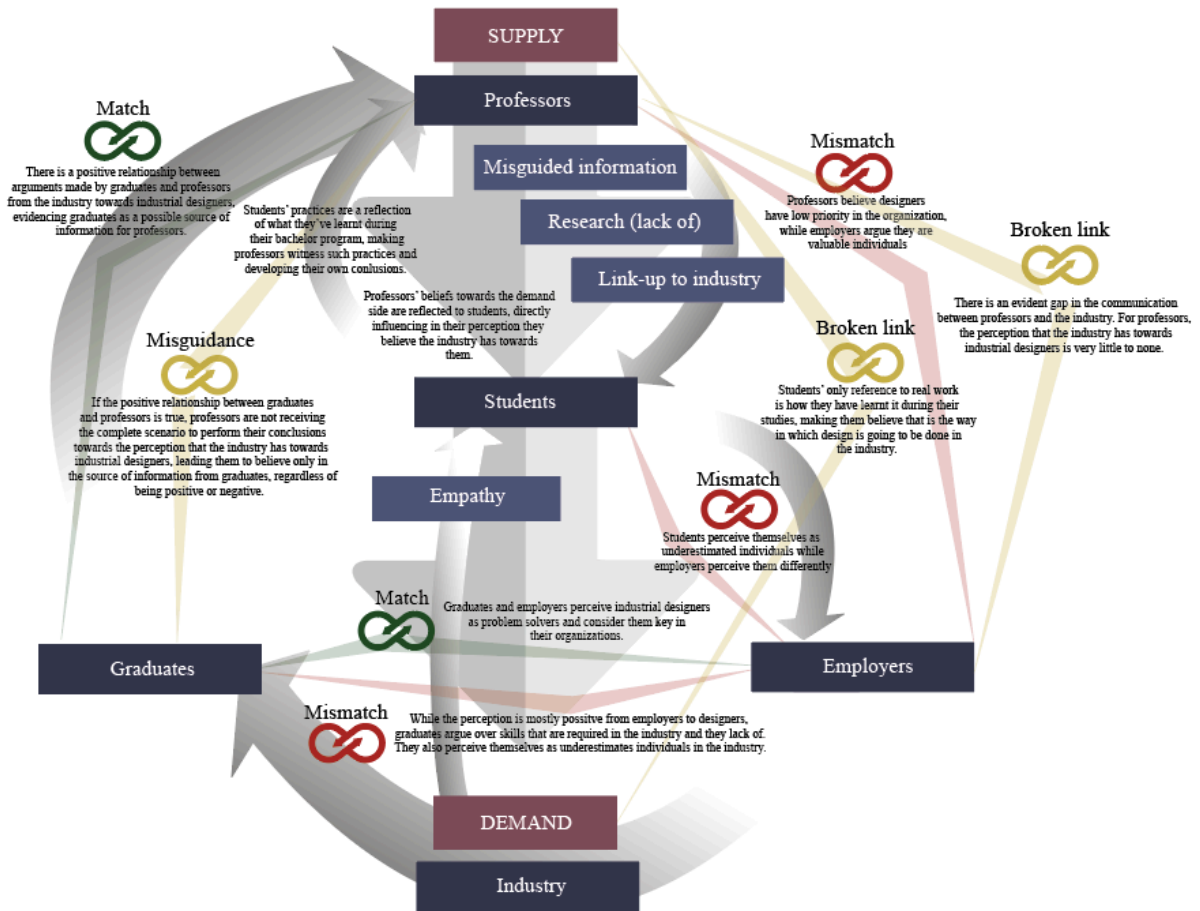 SUPPLY
Professors
Match
There is a positive relationship between
arguments made by graduates and professors
from the industry towards industrial designers,
evidencing graduates as a possible source of
information for professors.
Students' practices are a reflection
of what they've learnt during
their bachelor program, making
professors witness such practices and
developing their own conlusions.
Misguided information
Research (lack of)
Link-up to industry
Mismatch
Professors believe designers
have low priority in the organization,
while employers argue they are
valuable individuals
Broken link
There is an evident gap in the communication
between professors and the industry. For professors,
the perception that the industry has towards
industrial designers is very little to none.
Professors' beliefs towards the demand
side are reflected to students, directly
influencing in their perception they
believe the industry has towards
them.
Misguidance
If the positive relationship between graduates
and professors is true, professors are not receiving
the complete scenario to perform their conclusions
towards the perception that the industry has towards
industrial designers, leading them to believe only in
the source of information from graduates, regardless of
being positive or negative.
Broken link
Students' only reference to real work
is how they have learnt it during their
studies, making them believe that is the way
in which design is going to be done in
the industry.
Students
Empathy
Mismatch
Students perceive themselves as
underestimated individuals while
employers perceive them differently
Match
Graduates and employers perceive industrial designers
as problem solvers and consider them key in
their organizations.
Graduates
Employers
Mismatch
While the perception is mostly possitve from employers to designers,
graduates argue over skills that are required in the industry and they lack of.
They also perceive themselves as underestimates individuals in the industry.
DEMAND
Industry